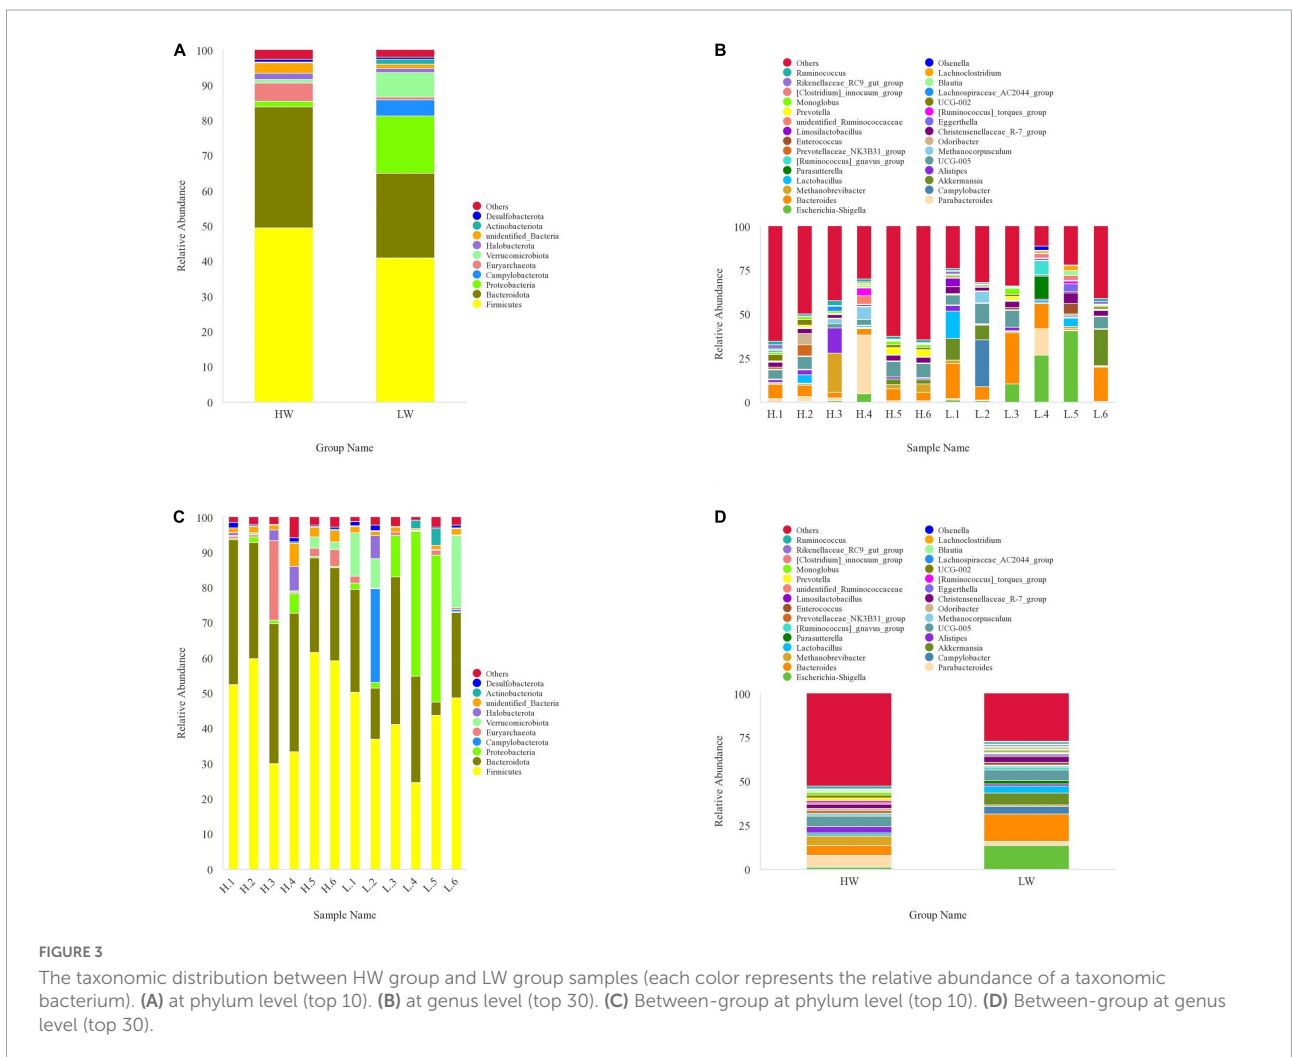 A
100
90
80
70
60
50
40
30
20
10
0
Relative Abundance
HW LW
Group Name
Others
Desulfobacterota
Actinobacteriota
unidentified_Bacteria
Halobacterota
Verrucomicrobiota
Euryarchaeota
Campylobacterota
Proteobacteria
Bacteroidota
Firmicutes
B
Others
Ruminococcus
Rikenellaceae_RC9_gut_group
[Clostridium]_innocuum_group
Monoglobus
Prevotella
unidentified_Ruminococcaceae
Limosilactobacillus
Enterococcus
Prevotellaceae_NK3B31_group
[Ruminococcus]_gnavus_group
Parasutterella
Lactobacillus
Methanobrevibacter
Bacteroides
Escherichia-Shigella
Olsenella
Lachnoclostridium
Blautia
Lachnospiraceae_AC2044_group
UCG-002
[Ruminococcus]_torques_group
Eggerthella
Christensenellaceae_R-7_group
Odoribacter
Methanocorpusculum
UCG-005
Alistipes
Akkermansia
Campylobacter
Parabacteroides
100
75
50
25
0
Relative Abundance
H.1 H.2 H.3 H.4 H.5 H.6 L.1 L.2 L.3 L.4 L.5 L.6
Sample Name
C
100
90
80
70
60
50
40
30
20
10
0
Relative Abundance
H.1 H.2 H.3 H.4 H.5 H.6 L.1 L.2 L.3 L.4 L.5 L.6
Sample Name
Others
Desulfobacterota
Actinobacteriota
unidentified_Bacteria
Halobacterota
Verrucomicrobiota
Euryarchaeota
Campylobacterota
Proteobacteria
Bacteroidota
Firmicutes
D
Others
Ruminococcus
Rikenellaceae_RC9_gut_group
[Clostridium]_innocuum_group
Monoglobus
Prevotella
unidentified_Ruminococcaceae
Limosilactobacillus
Enterococcus
Prevotellaceae_NK3B31_group
[Ruminococcus]_gnavus_group
Parasutterella
Lactobacillus
Methanobrevibacter
Bacteroides
Escherichia-Shigella
Olsenella
Lachnoclostridium
Blautia
Lachnospiraceae_AC2044_group
UCG-002
[Ruminococcus]_torques_group
Eggerthella
Christensenellaceae_R-7_group
Odoribacter
Methanocorpusculum
UCG-005
Alistipes
Akkermansia
Campylobacter
Parabacteroides
100
75
50
25
0
Relative Abundance
HW LW
Group Name
FIGURE 3
The taxonomic distribution between HW group and LW group samples (each color represents the relative abundance of a taxonomic
bacterium). (A) at phylum level (top 10). (B) at genus level (top 30). (C) Between-group at phylum level (top 10). (D) Between-group at genus
level (top 30).